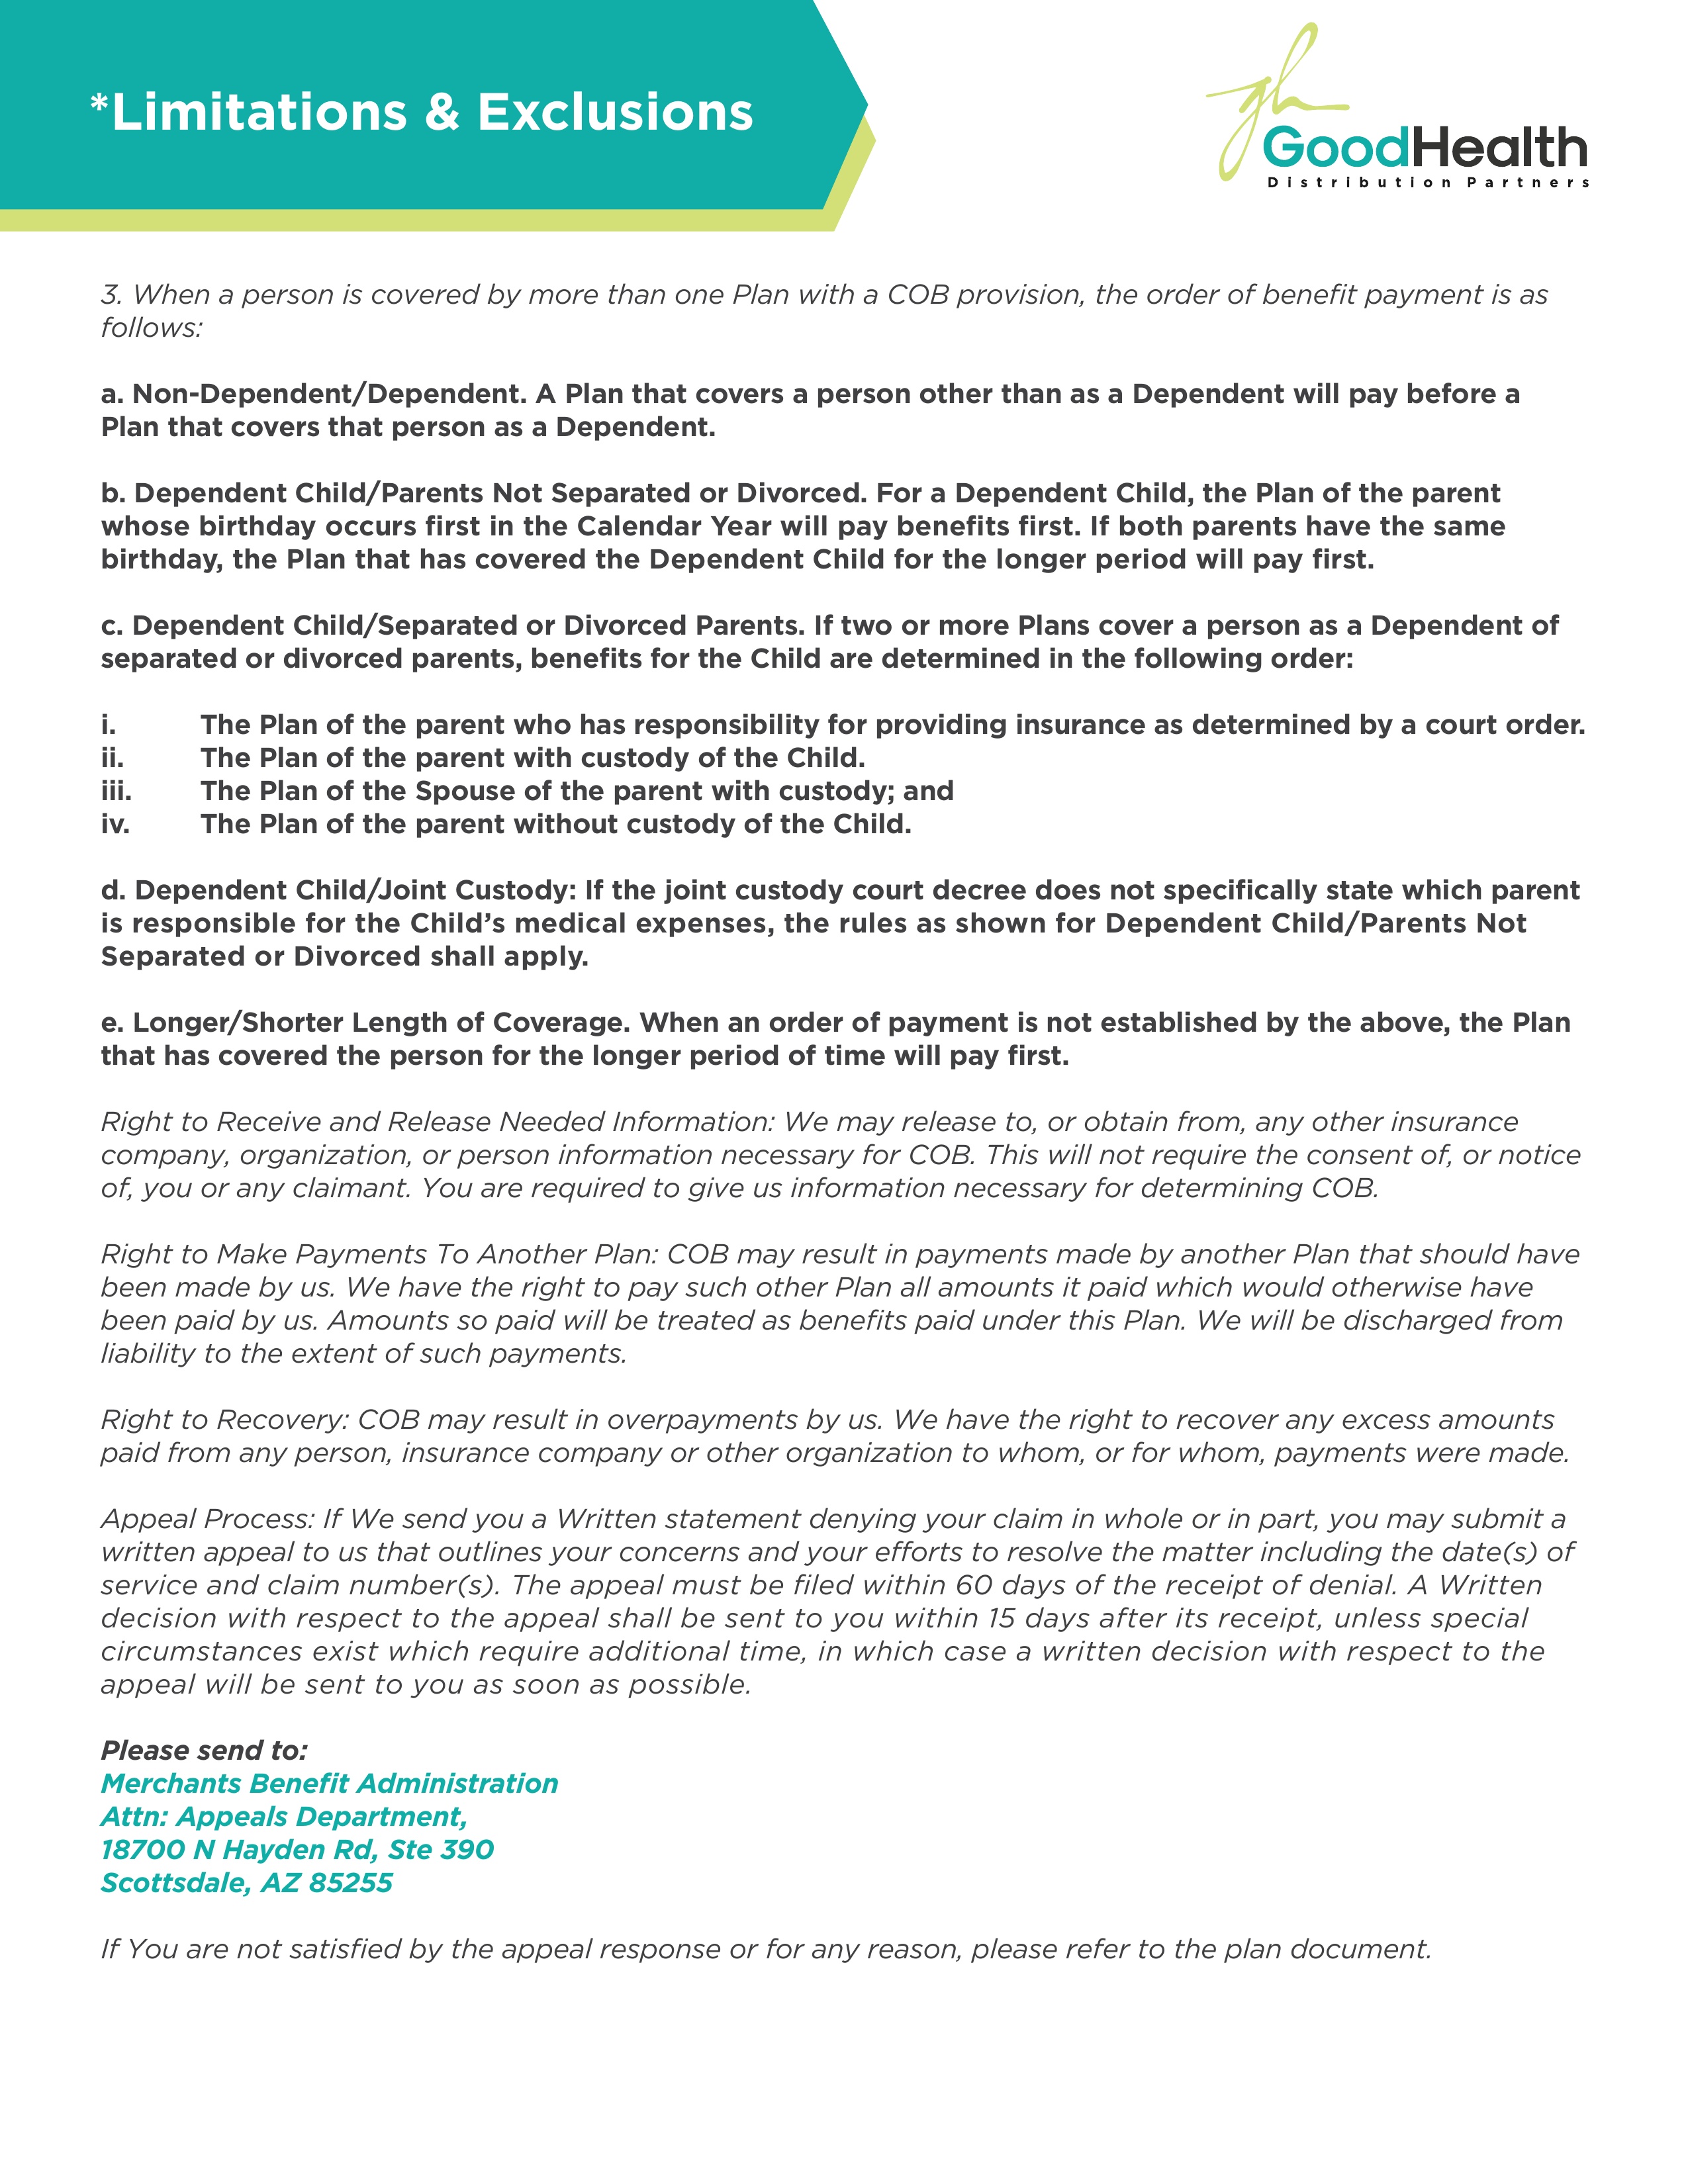 *Limitations & Exclusions
gh
GoodHealth
Distribution Partners
3. When a person is covered by more than one Plan with a COB provision, the order of benefit payment is as
follows:
a. Non-Dependent/Dependent. A Plan that covers a person other than as a Dependent will pay before a
Plan that covers that person as a Dependent.
b. Dependent Child/Parents Not Separated or Divorced. For a Dependent Child, the Plan of the parent
whose birthday occurs first in the Calendar Year will pay benefits first. If both parents have the same
birthday, the Plan that has covered the Dependent Child for the longer period will pay first.
c. Dependent Child/Separated or Divorced Parents. If two or more Plans cover a person as a Dependent of
separated or divorced parents, benefits for the Child are determined in the following order:
i. The Plan of the parent who has responsibility for providing insurance as determined by a court order.
ii. The Plan of the parent with custody of the Child.
iii. The Plan of the Spouse of the parent with custody; and
iv. The Plan of the parent without custody of the Child.
d. Dependent Child/Joint Custody: If the joint custody court decree does not specifically state which parent
is responsible for the Child’s medical expenses, the rules as shown for Dependent Child/Parents Not
Separated or Divorced shall apply.
e. Longer/Shorter Length of Coverage. When an order of payment is not established by the above, the Plan
that has covered the person for the longer period of time will pay first.
Right to Receive and Release Needed Information: We may release to, or obtain from, any other insurance
company, organization, or person information necessary for COB. This will not require the consent of, or notice
of, you or any claimant. You are required to give us information necessary for determining COB.
Right to Make Payments To Another Plan: COB may result in payments made by another Plan that should have
been made by us. We have the right to pay such other Plan all amounts it paid which would otherwise have
been paid by us. Amounts so paid will be treated as benefits paid under this Plan. We will be discharged from
liability to the extent of such payments.
Right to Recovery: COB may result in overpayments by us. We have the right to recover any excess amounts
paid from any person, insurance company or other organization to whom, or for whom, payments were made.
Appeal Process: If We send you a Written statement denying your claim in whole or in part, you may submit a
written appeal to us that outlines your concerns and your efforts to resolve the matter including the date(s) of
service and claim number(s). The appeal must be filed within 60 days of the receipt of denial. A Written
decision with respect to the appeal shall be sent to you within 15 days after its receipt, unless special
circumstances exist which require additional time, in which case a written decision with respect to the
appeal will be sent to you as soon as possible.
Please send to:
Merchants Benefit Administration
Attn: Appeals Department,
18700 N Hayden Rd, Ste 390
Scottsdale, AZ 85255
If You are not satisfied by the appeal response or for any reason, please refer to the plan document.